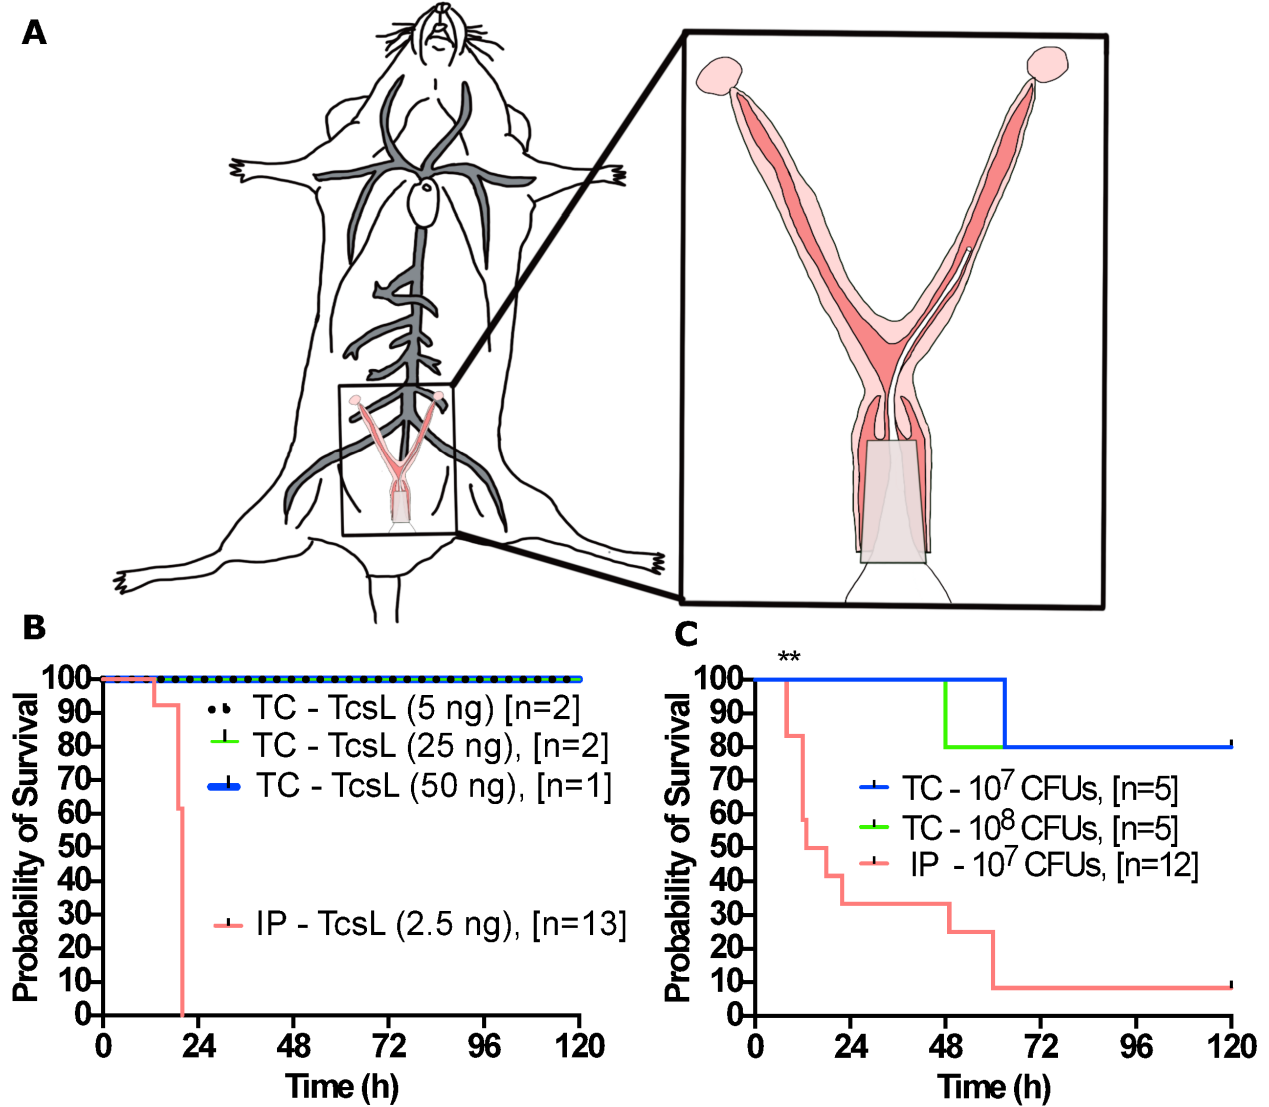 A
B
Probability of Survival
100
90
80
70
60
50
40
30
20
10
0
TC - TcsL (5 ng) [n=2]
TC - TcsL (25 ng), [n=2]
TC - TcsL (50 ng), [n=1]
IP - TcsL (2.5 ng), [n=13]
0 24 48 72 96 120
Time (h)
C
**
Probability of Survival
100
90
80
70
60
50
40
30
20
10
0
TC - 10⁷ CFUs, [n=5]
TC - 10⁸ CFUs, [n=5]
IP - 10⁷ CFUs, [n=12]
0 24 48 72 96 120
Time (h)